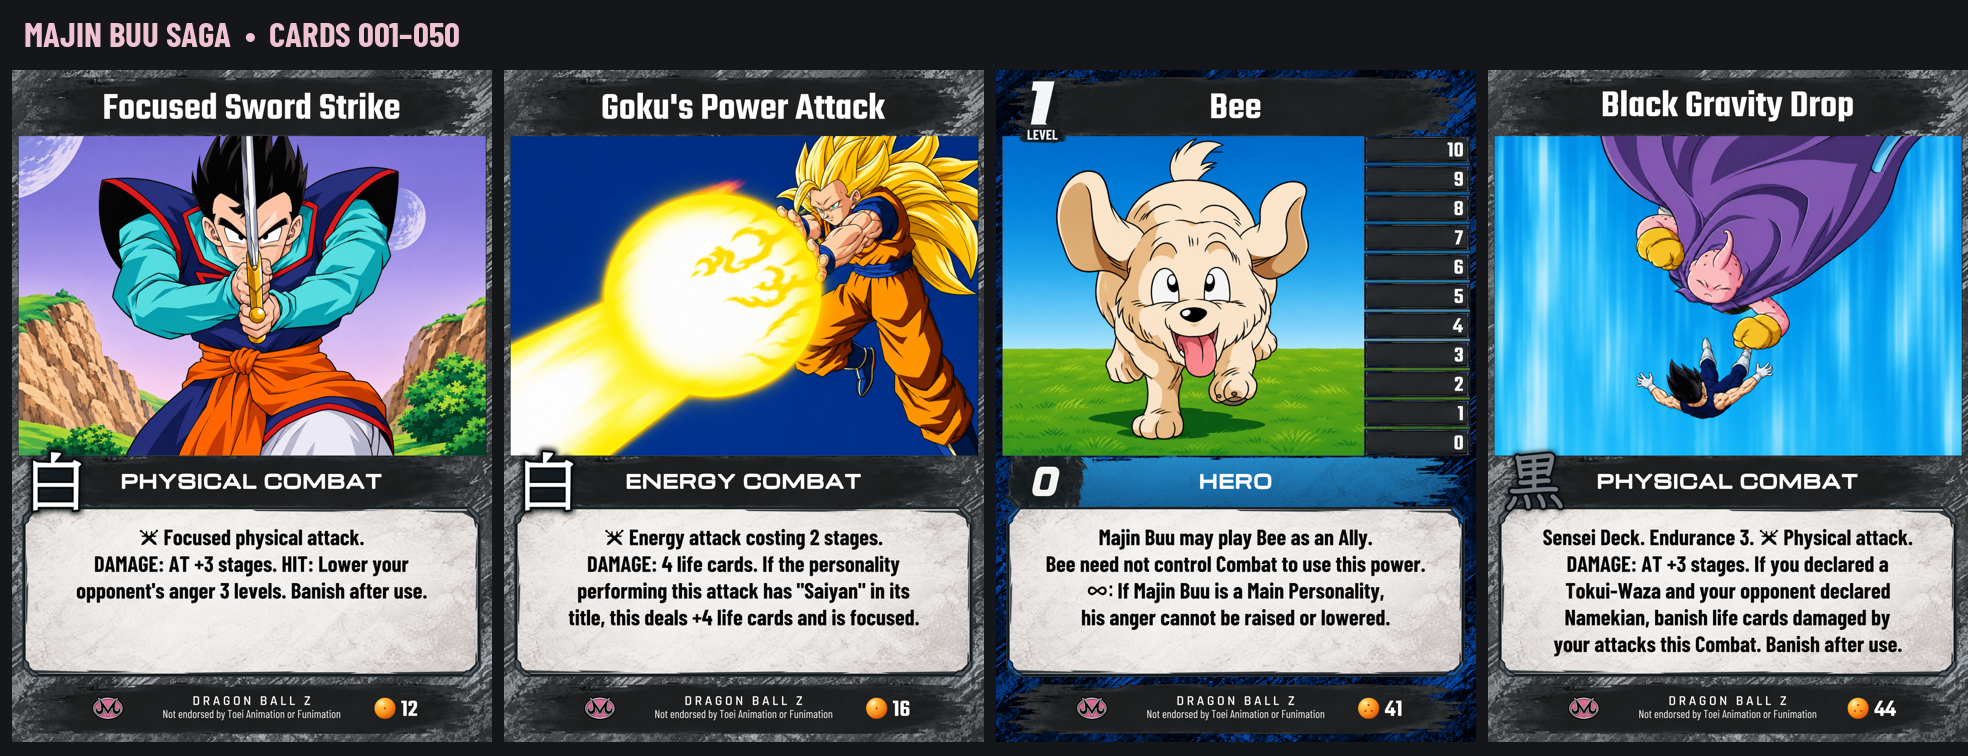 MAJIN BUU SAGA • CARDS 001-050
Focused Sword Strike
白
PHYSICAL COMBAT
Focused physical attack.
DAMAGE: AT +3 stages. HIT: Lower your
opponent's anger 3 levels. Banish after use.
DRAGON BALL Z
Not endorsed by Toei Animation or Funimation
12
Goku's Power Attack
白
ENERGY COMBAT
Energy attack costing 2 stages.
DAMAGE: 4 life cards. If the personality
performing this attack has "Saiyan" in its
title, this deals +4 life cards and is focused.
DRAGON BALL Z
Not endorsed by Toei Animation or Funimation
16
1
LEVEL
Bee
10
9
8
7
6
5
4
3
2
1
0
0
HERO
Majin Buu may play Bee as an Ally.
Bee need not control Combat to use this power.
∞: If Majin Buu is a Main Personality,
his anger cannot be raised or lowered.
DRAGON BALL Z
Not endorsed by Toei Animation or Funimation
41
Black Gravity Drop
黒
PHYSICAL COMBAT
Sensei Deck. Endurance 3. Physical attack.
DAMAGE: AT +3 stages. If you declared a
Tokui-Waza and your opponent declared
Namekian, banish life cards damaged by
your attacks this Combat. Banish after use.
DRAGON BALL Z
Not endorsed by Toei Animation or Funimation
44